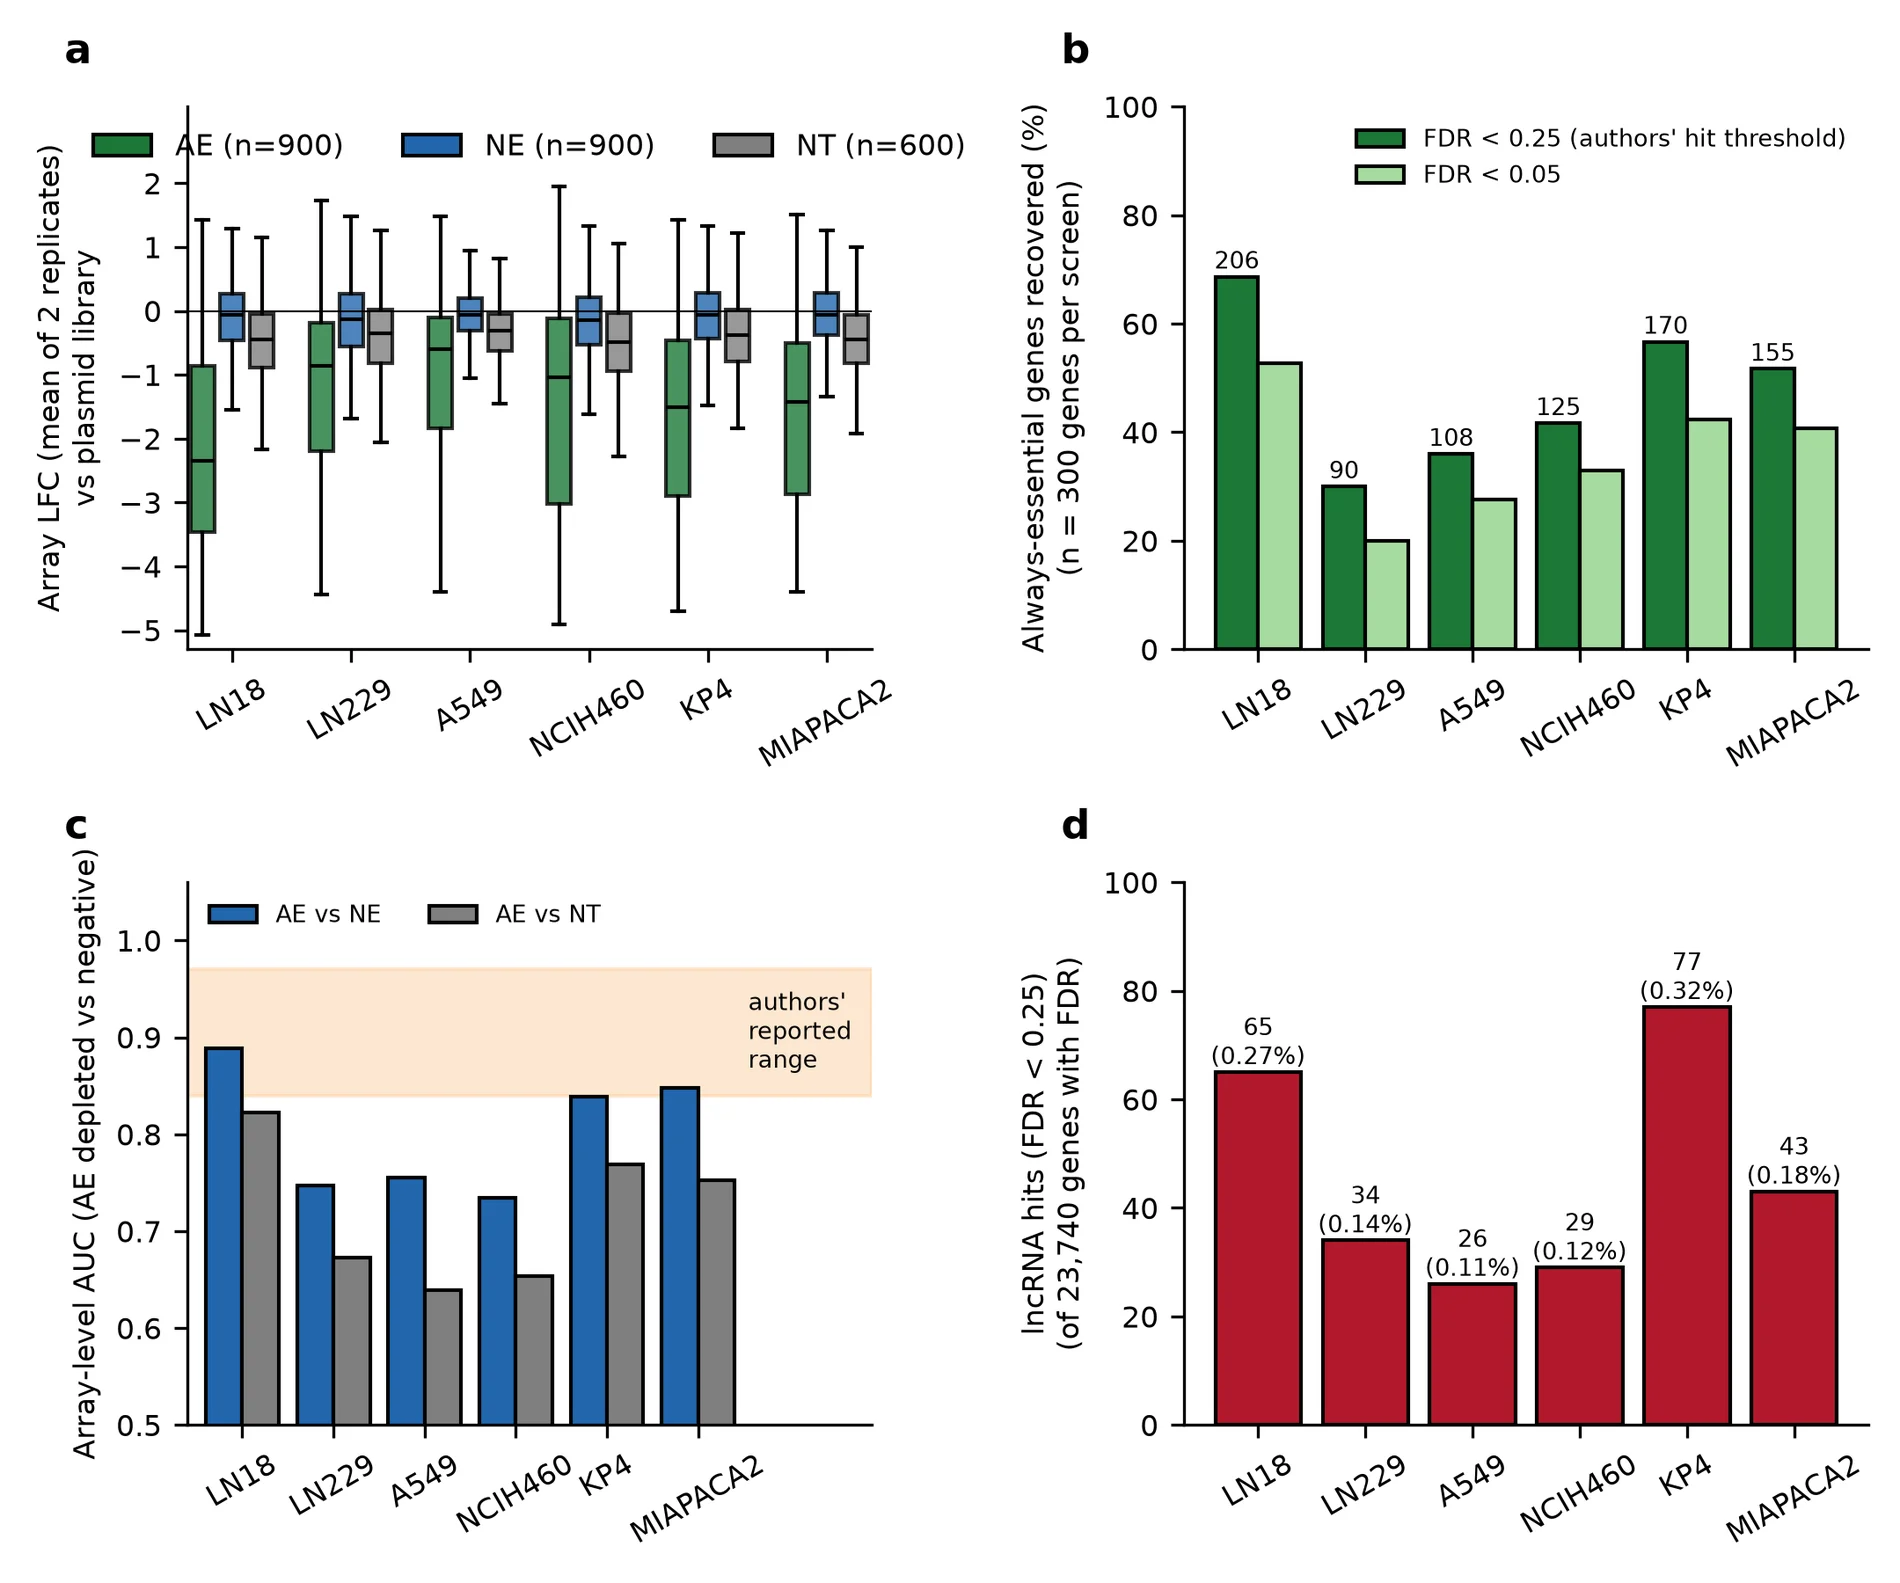 a
AE (n=900)
NE (n=900)
NT (n=600)
Array LFC (mean of 2 replicates)
vs plasmid library
2
1
0
−1
−2
−3
−4
−5
LN18
LN229
A549
NCIH460
KP4
MIAPACA2
b
Always-essential genes recovered (%)
(n = 300 genes per screen)
100
80
60
40
20
0
FDR < 0.25 (authors' hit threshold)
FDR < 0.05
206
90
108
125
170
155
LN18
LN229
A549
NCIH460
KP4
MIAPACA2
c
Array-level AUC (AE depleted vs negative)
AE vs NE
AE vs NT
1.0
0.9
0.8
0.7
0.6
0.5
authors'
reported
range
LN18
LN229
A549
NCIH460
KP4
MIAPACA2
d
lncRNA hits (FDR < 0.25)
(of 23,740 genes with FDR)
100
80
60
40
20
0
65
(0.27%)
34
(0.14%)
26
(0.11%)
29
(0.12%)
77
(0.32%)
43
(0.18%)
LN18
LN229
A549
NCIH460
KP4
MIAPACA2